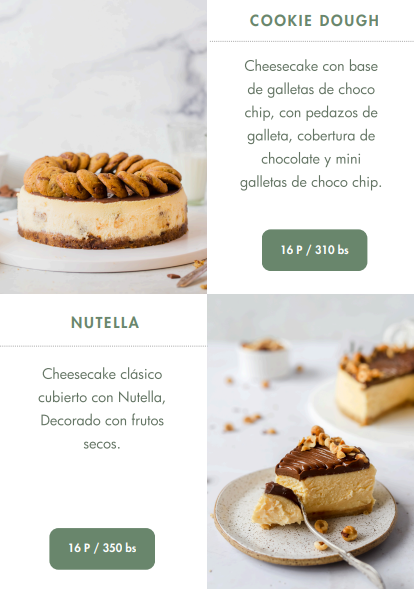 COOKIE DOUGH
Cheesecake con base
de galletas de choco
chip, con pedazos de
galleta, cobertura de
chocolate y mini
galletas de choco chip.
16 P / 310 bs
NUTELLA
Cheesecake clásico
cubierto con Nutella,
Decorado con frutos
secos.
16 P / 350 bs